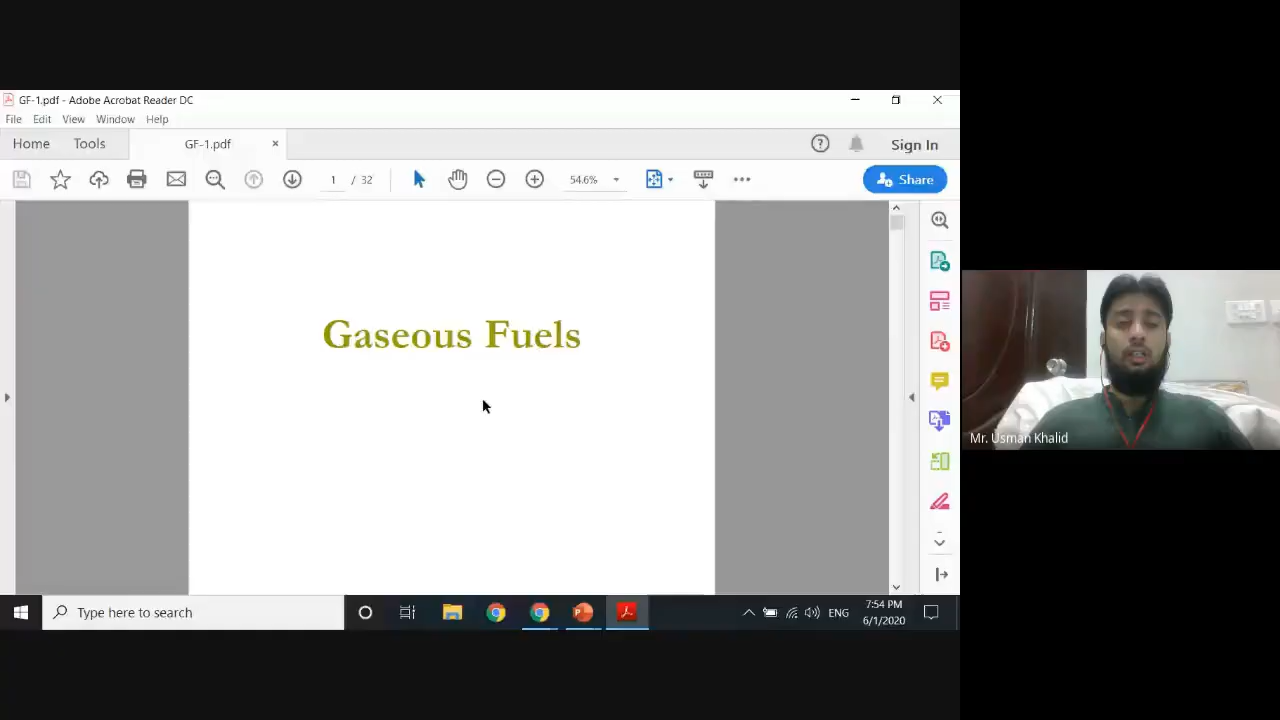 GF-1.pdf - Adobe Acrobat Reader DC
File Edit View Window Help
Home Tools GF-1.pdf × Sign In
1 / 32 54.6% Share
Gaseous Fuels
Mr. Usman Khalid
Type here to search
ENG
7:54 PM
6/1/2020